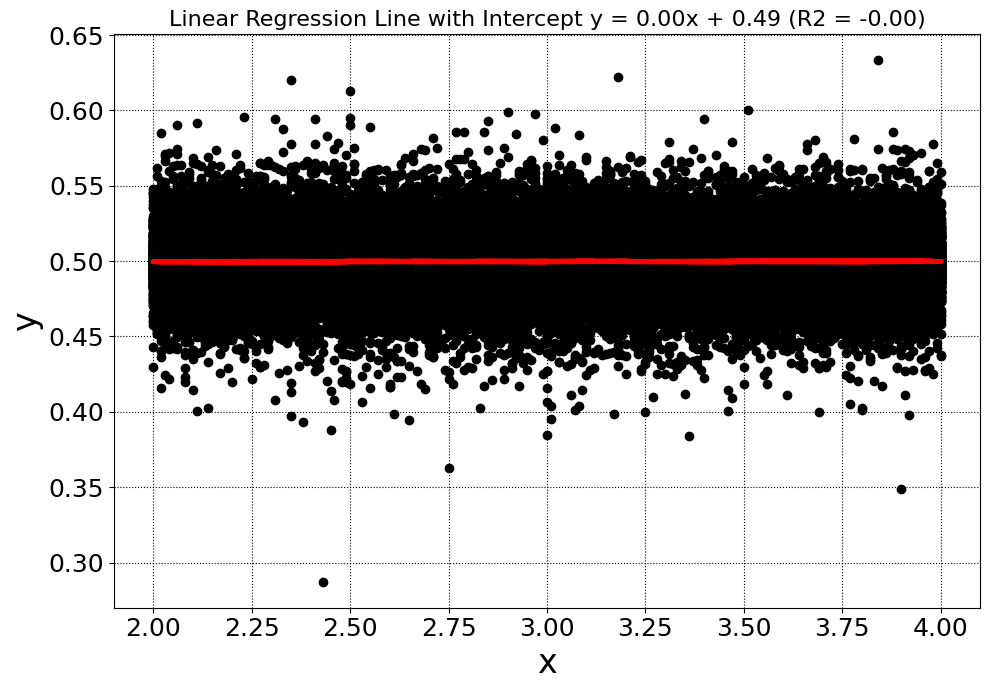 Linear Regression Line with Intercept y = 0.00x + 0.49 (R2 = -0.00)
0.65
0.60
0.55
0.50
0.45
0.40
0.35
0.30
y
2.00 2.25 2.50 2.75 3.00 3.25 3.50 3.75 4.00
x